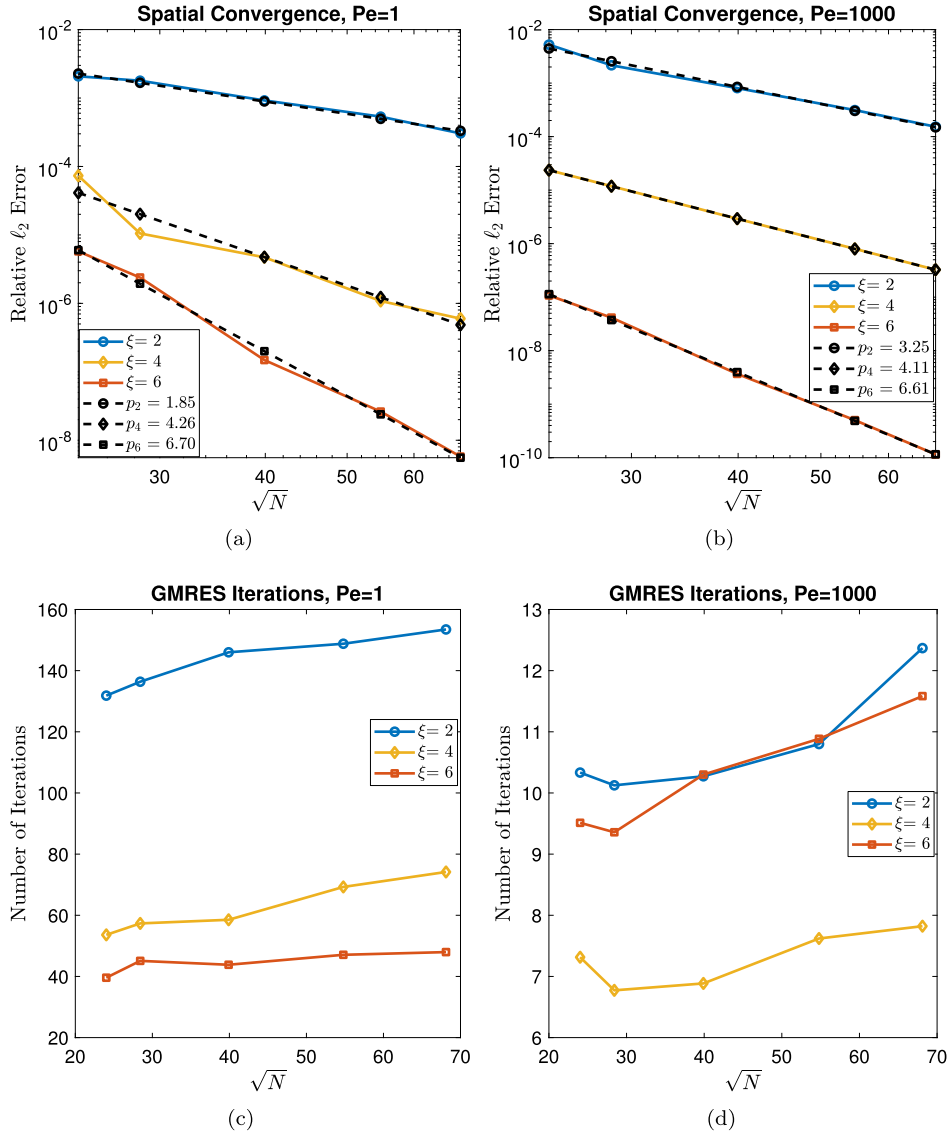 Spatial Convergence, Pe=1
10^-2
10^-4
10^-6
10^-8
Relative ℓ₂ Error
ξ= 2
ξ= 4
ξ= 6
p₂ = 1.85
p₄ = 4.26
p₆ = 6.70
30 40 50 60
√N
(a)
Spatial Convergence, Pe=1000
10^-2
10^-4
10^-6
10^-8
10^-10
Relative ℓ₂ Error
ξ= 2
ξ= 4
ξ= 6
p₂ = 3.25
p₄ = 4.11
p₆ = 6.61
30 40 50 60
√N
(b)
GMRES Iterations, Pe=1
160
140
120
100
80
60
40
20
Number of Iterations
ξ= 2
ξ= 4
ξ= 6
20 30 40 50 60 70
√N
(c)
GMRES Iterations, Pe=1000
13
12
11
10
9
8
7
6
Number of Iterations
ξ= 2
ξ= 4
ξ= 6
20 30 40 50 60 70
√N
(d)